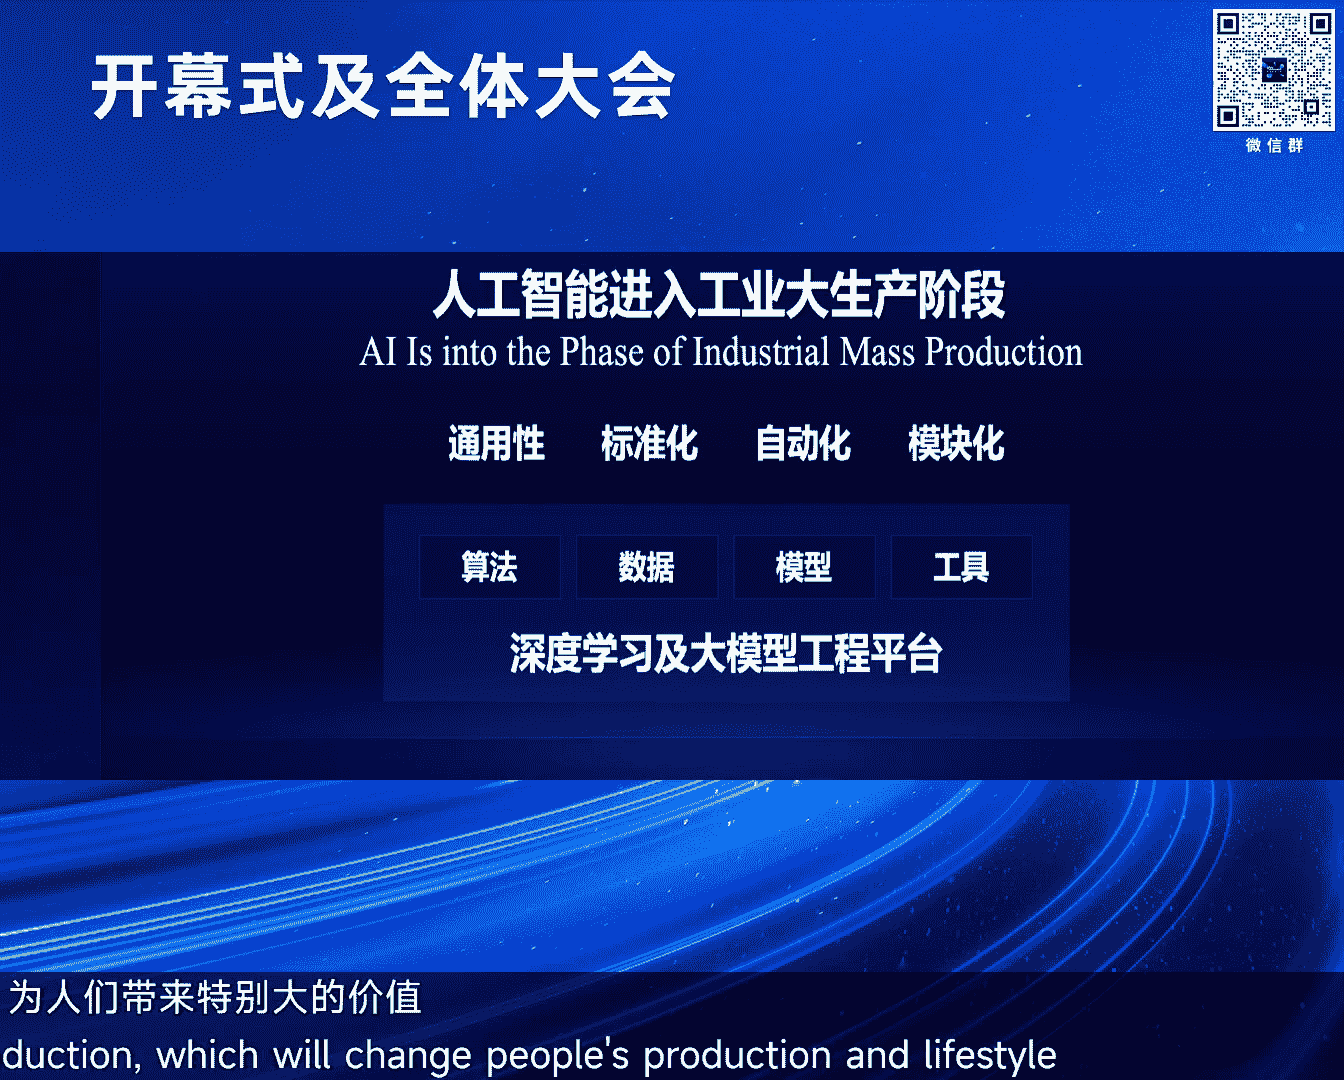 开幕式及全体大会
微信群
人工智能进入工业大生产阶段
AI Is into the Phase of Industrial Mass Production
通用性 标准化 自动化 模块化
算法 数据 模型 工具
深度学习及大模型工程平台
为人们带来特别大的价值
duction, which will change people's production and lifestyle